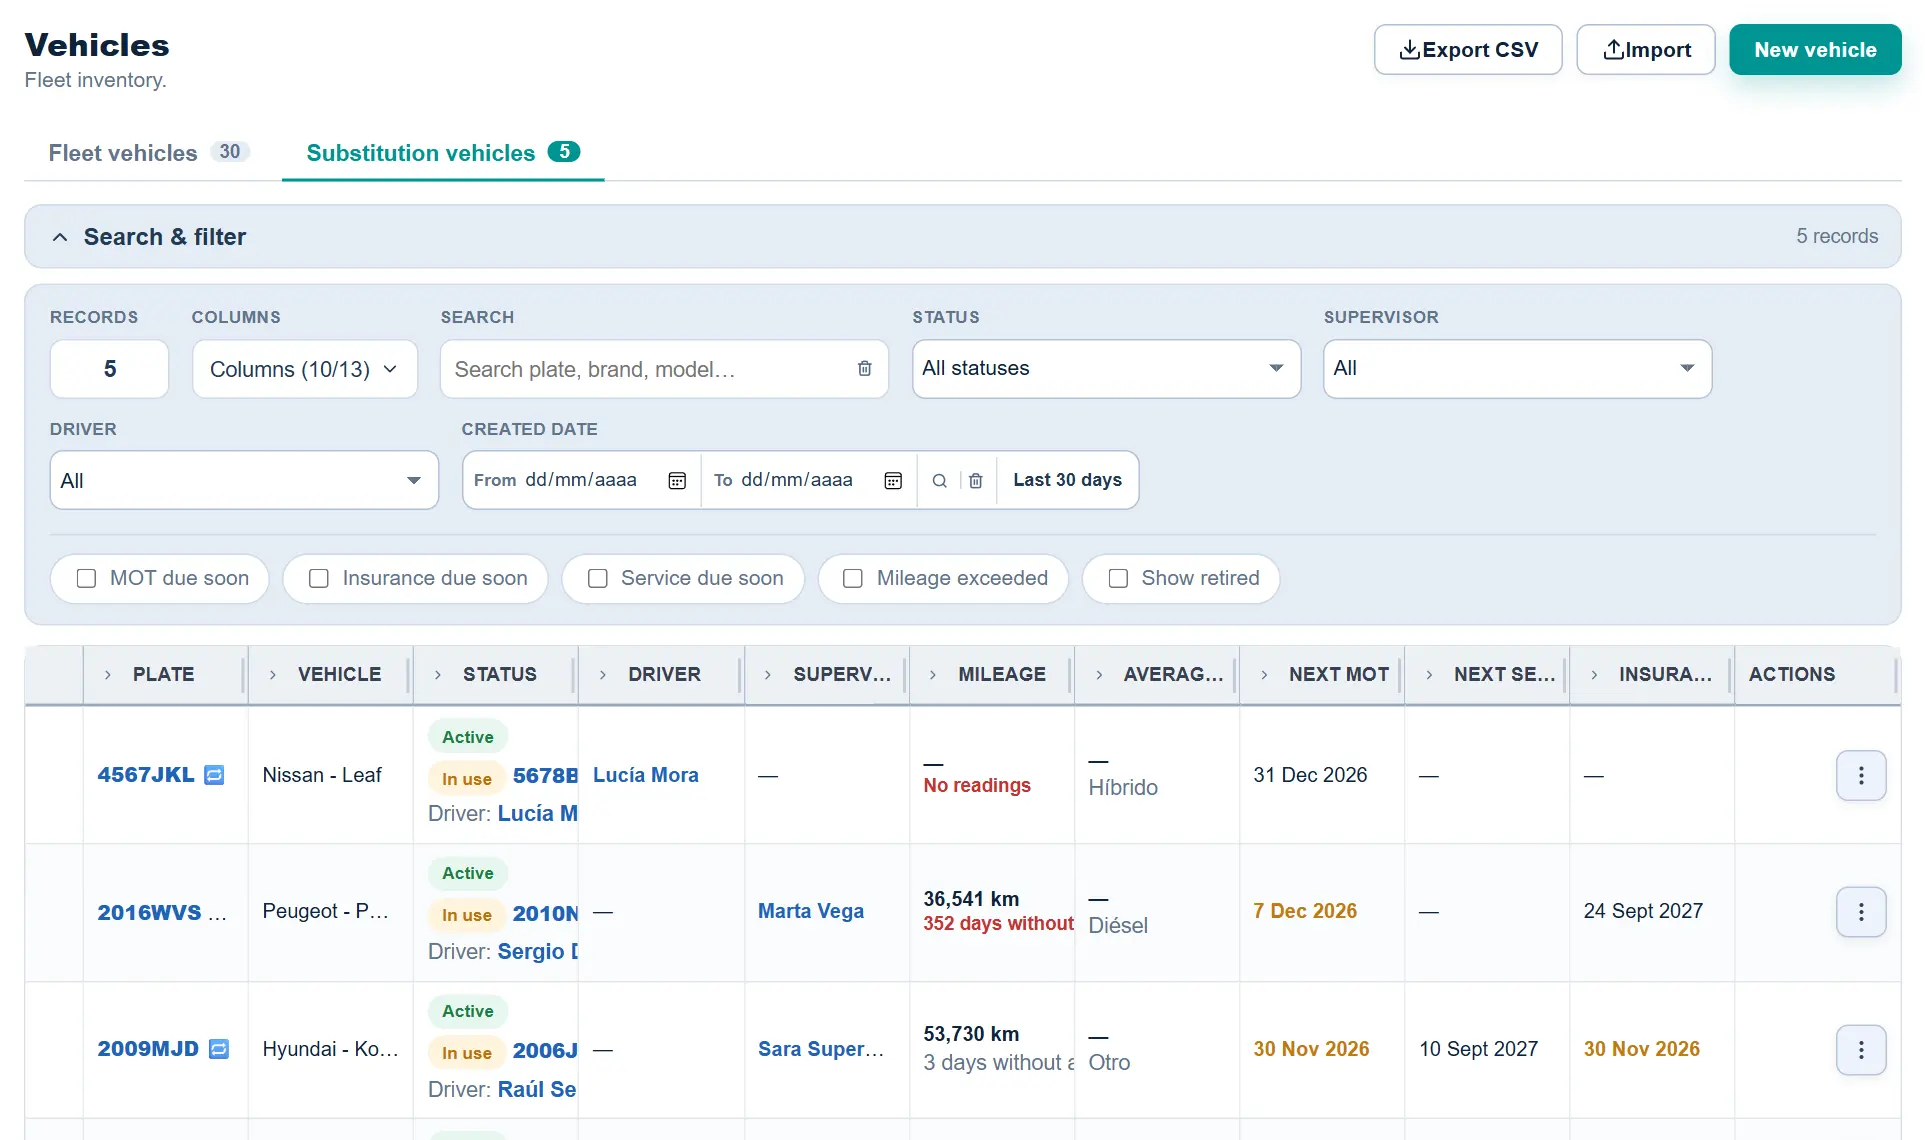 Vehicles
Fleet inventory.
Export CSV
Import
New vehicle
Fleet vehicles 30
Substitution vehicles 5
Search & filter
5 records
RECORDS
COLUMNS
SEARCH
STATUS
SUPERVISOR
5
Columns (10/13)
Search plate, brand, model…
All statuses
All
DRIVER
CREATED DATE
All
From dd/mm/aaaa
To dd/mm/aaaa
Last 30 days
MOT due soon
Insurance due soon
Service due soon
Mileage exceeded
Show retired
PLATE
VEHICLE
STATUS
DRIVER
SUPERV…
MILEAGE
AVERAG…
NEXT MOT
NEXT SE…
INSURA…
ACTIONS
4567JKL
Nissan - Leaf
Active
In use 5678B
Driver: Lucía M
Lucía Mora
—
—
No readings
—
Híbrido
31 Dec 2026
—
—
2016WVS …
Peugeot - P…
Active
In use 2010N
Driver: Sergio D
—
Marta Vega
36,541 km
352 days without
—
Diésel
7 Dec 2026
—
24 Sept 2027
2009MJD
Hyundai - Ko…
Active
In use 2006J
Driver: Raúl Se
—
Sara Super…
53,730 km
3 days without a
—
Otro
30 Nov 2026
10 Sept 2027
30 Nov 2026